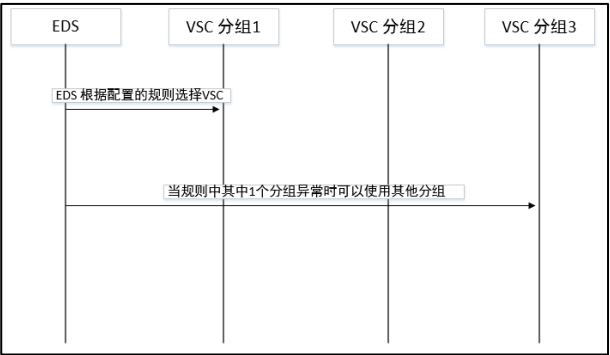 EDS
VSC 分组1
VSC 分组2
VSC 分组3
EDS 根据配置的规则选择VSC
当规则中其中1个分组异常时可以使用其他分组